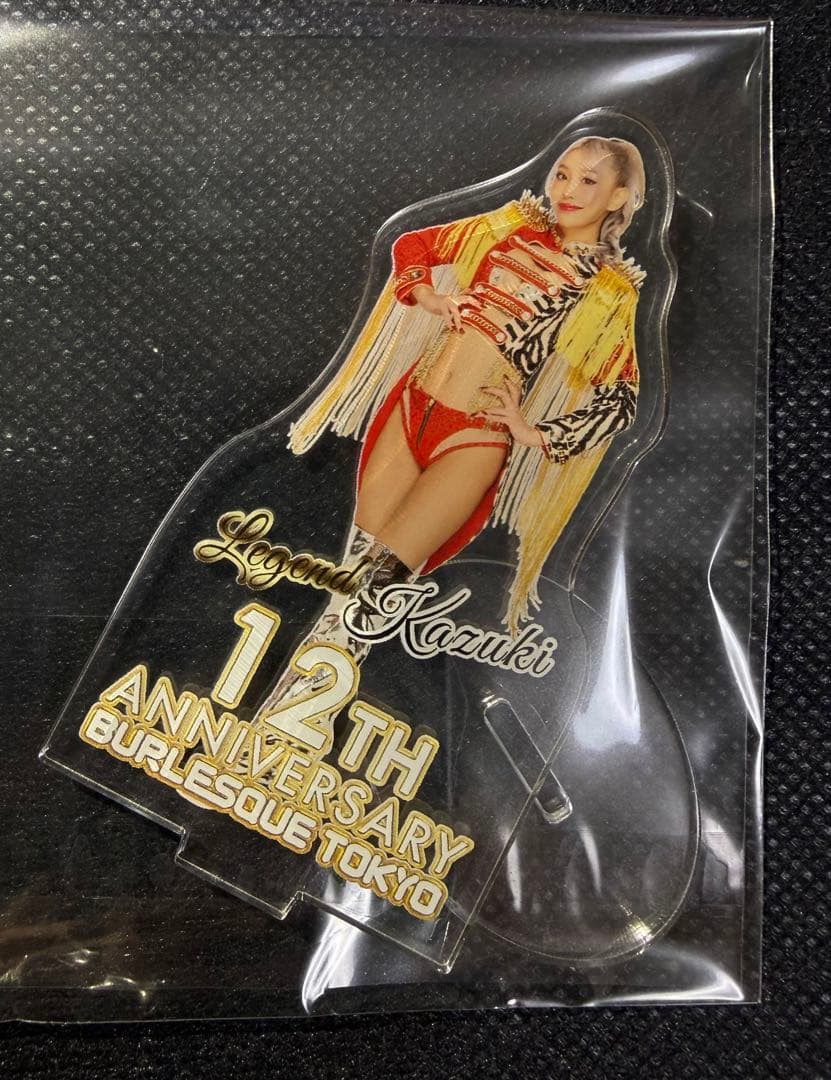 Legend
Kazuki
12TH
ANNIVERSARY
BURLESQUE TOKYO